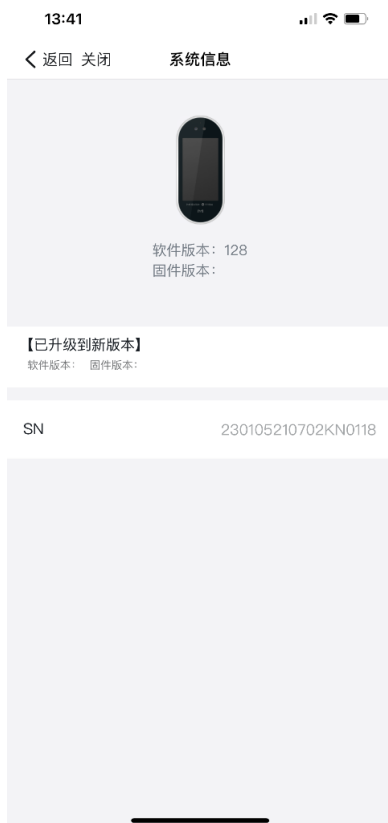 13:41
返回 关闭 系统信息
软件版本：128
固件版本：
【已升级到新版本】
软件版本： 固件版本：
SN 230105210702KN0118